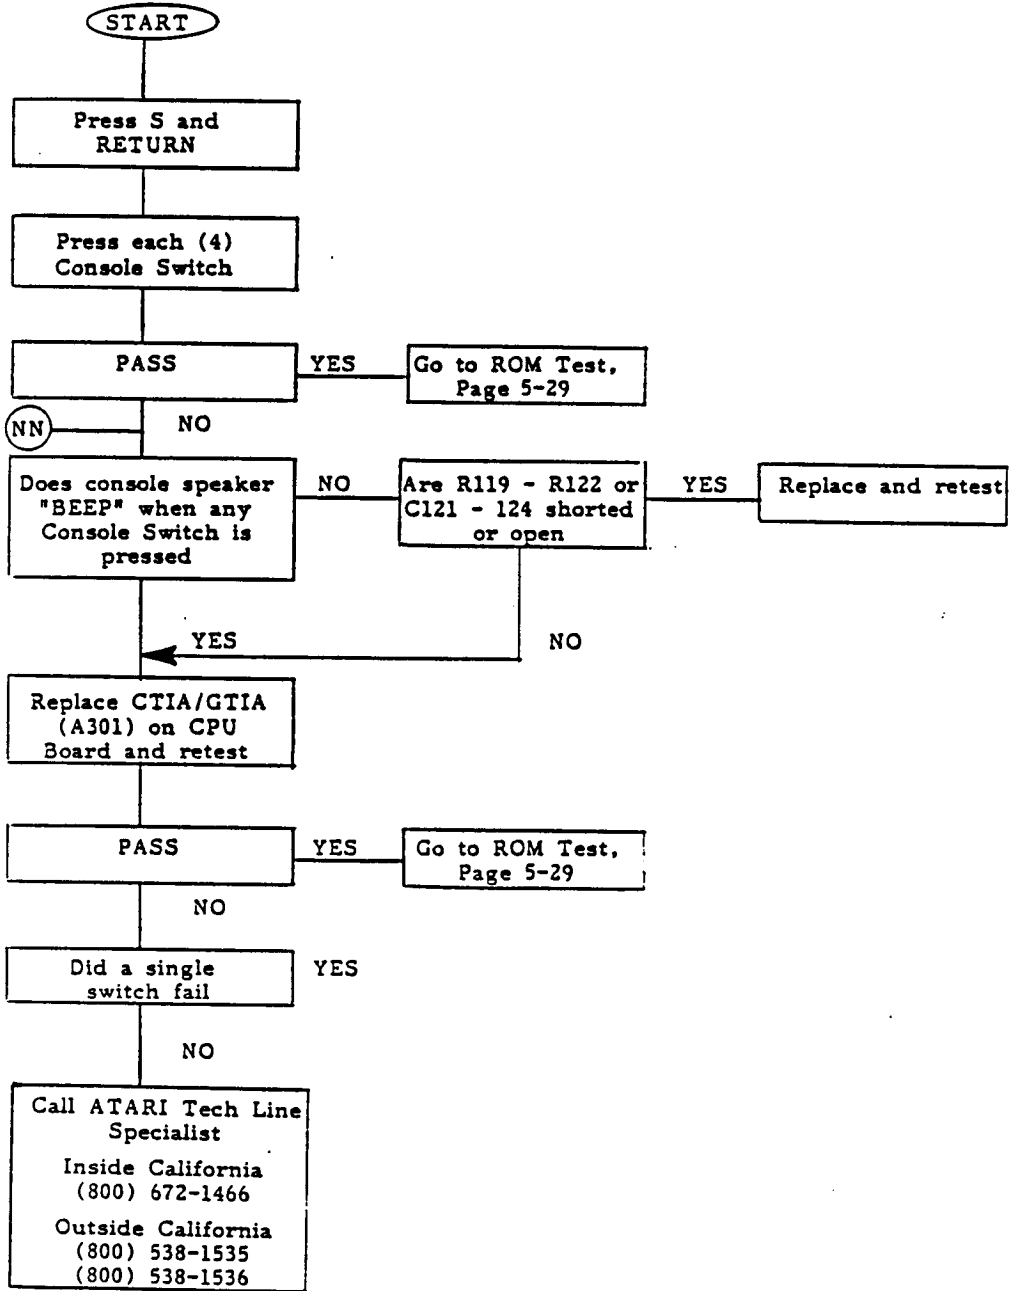 START
Press S and
RETURN
Press each (4)
Console Switch
PASS
YES
Go to ROM Test,
Page 5-29
NN
NO
Does console speaker
"BEEP" when any
Console Switch is
pressed
NO
Are R119 - R122 or
C121 - 124 shorted
or open
YES
Replace and retest
YES
NO
Replace CTIA/GTIA
(A301) on CPU
Board and retest
PASS
YES
Go to ROM Test,
Page 5-29
NO
Did a single
switch fail
YES
NO
Call ATARI Tech Line
Specialist
Inside California
(800) 672-1466
Outside California
(800) 538-1535
(800) 538-1536